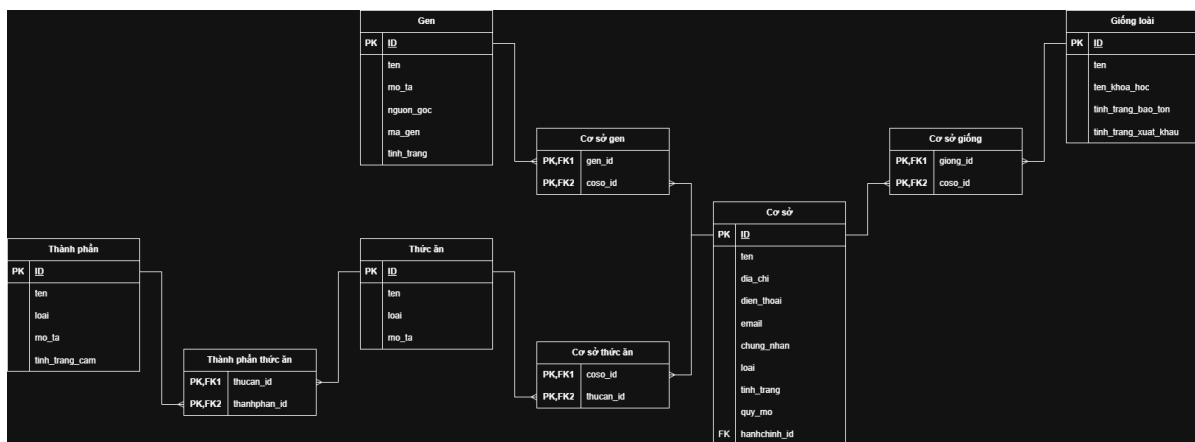 Gen
PK ID
ten
mo_ta
nguon_goc
ma_gen
tinh_trang
Giống loài
PK ID
ten
ten_khoa_hoc
tinh_trang_bao_ton
tinh_trang_xuat_khau
Cơ sở gen
PK,FK1 gen_id
PK,FK2 coso_id
Cơ sở giống
PK,FK1 giong_id
PK,FK2 coso_id
Cơ sở
PK ID
ten
dia_chi
dien_thoai
email
chung_nhan
loai
tinh_trang
quy_mo
FK hanhchinh_id
Thành phần
PK ID
ten
loai
mo_ta
tinh_trang_cam
Thức ăn
PK ID
ten
loai
mo_ta
Thành phần thức ăn
PK,FK1 thucan_id
PK,FK2 thanhphan_id
Cơ sở thức ăn
PK,FK1 coso_id
PK,FK2 thucan_id